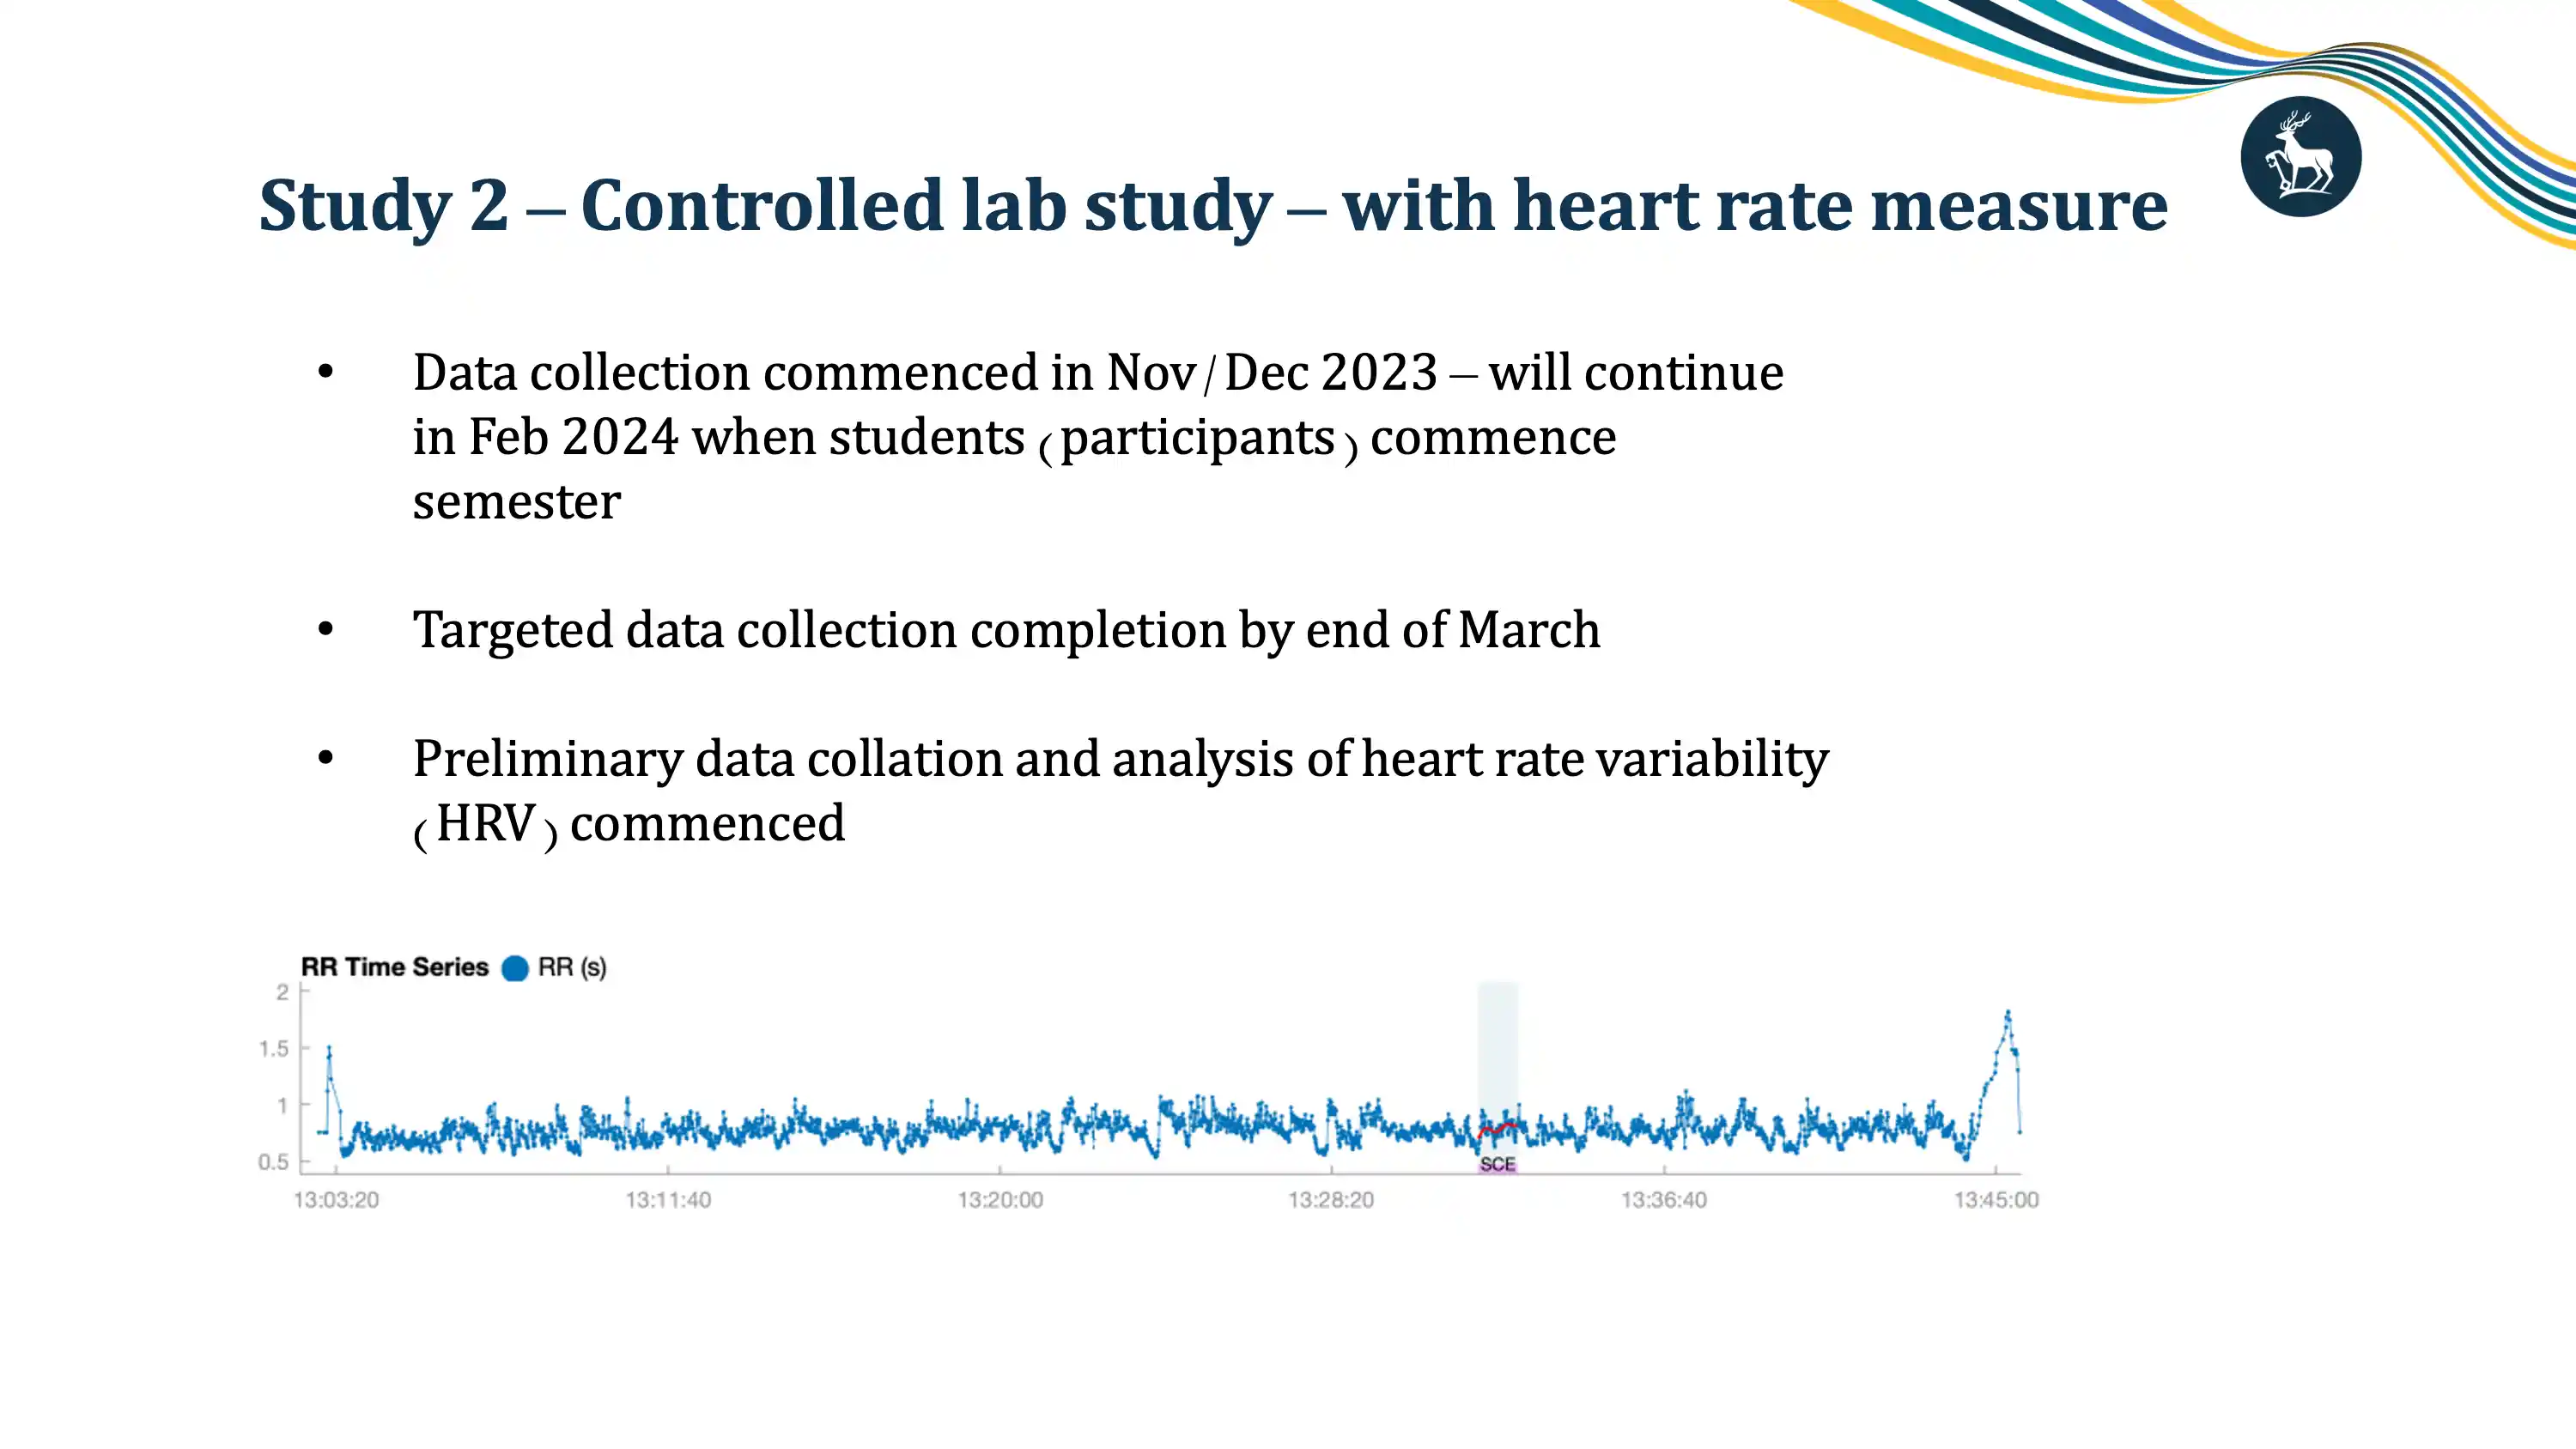 Study 2 – Controlled lab study – with heart rate measure
• Data collection commenced in Nov/Dec 2023 – will continue
in Feb 2024 when students (participants) commence
semester
• Targeted data collection completion by end of March
• Preliminary data collation and analysis of heart rate variability
(HRV) commenced
RR Time Series RR (s)
2
1.5
1
0.5
SCE
13:03:20 13:11:40 13:20:00 13:28:20 13:36:40 13:45:00